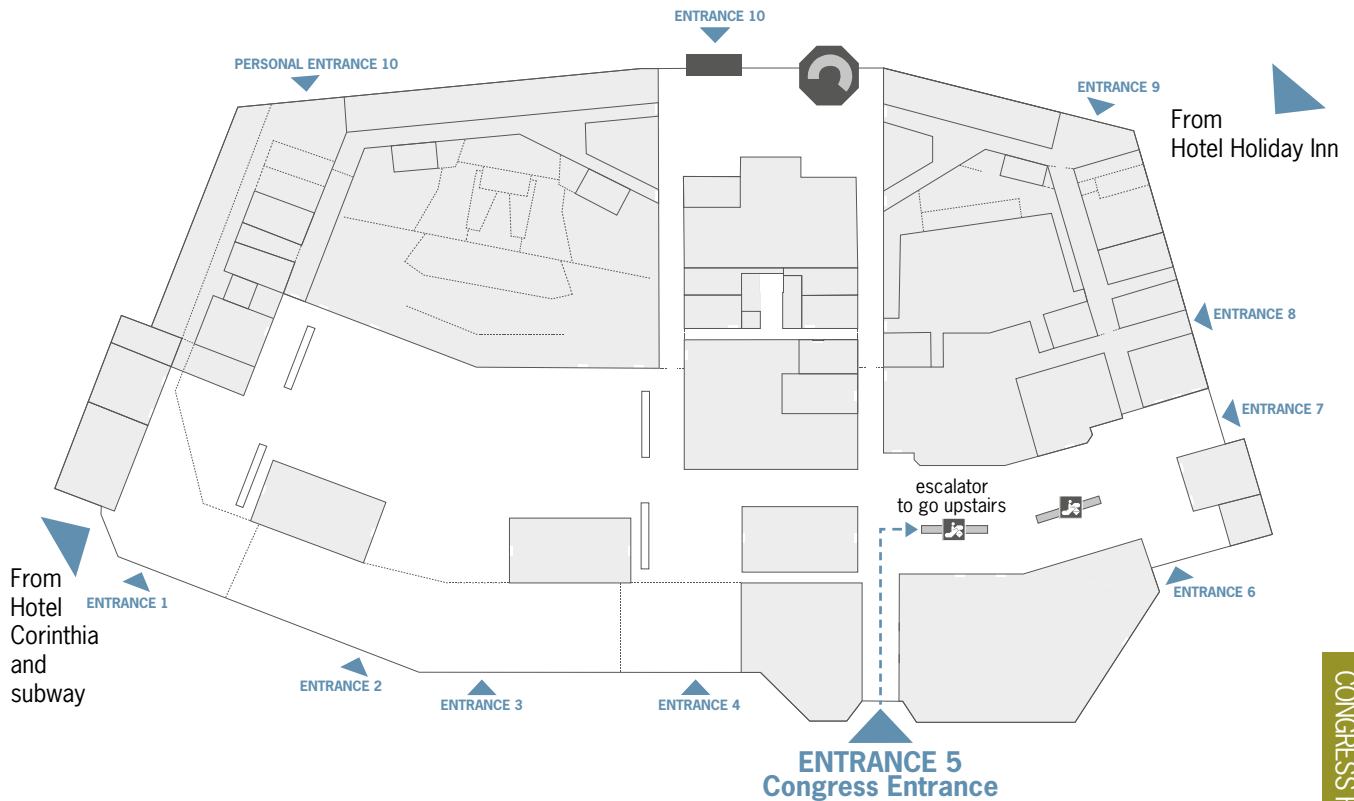 ENTRANCE 10
PERSONAL ENTRANCE 10
ENTRANCE 9
From
Hotel Holiday Inn
ENTRANCE 8
ENTRANCE 7
escalator
to go upstairs
From
Hotel
Corinthia
and
subway
ENTRANCE 1
ENTRANCE 6
ENTRANCE 2
ENTRANCE 3
ENTRANCE 4
ENTRANCE 5
Congress Entrance
CONGRESS